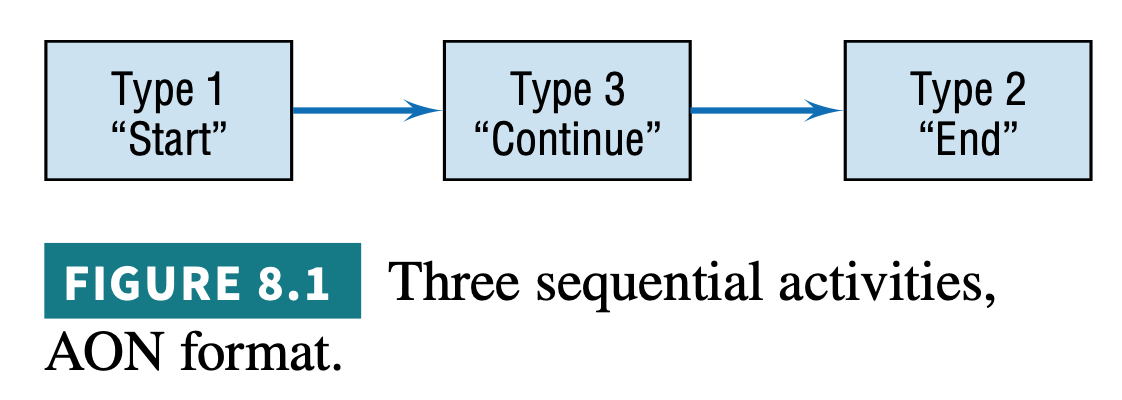 Type 1
“Start”
Type 3
“Continue”
Type 2
“End”
FIGURE 8.1 Three sequential activities,
AON format.